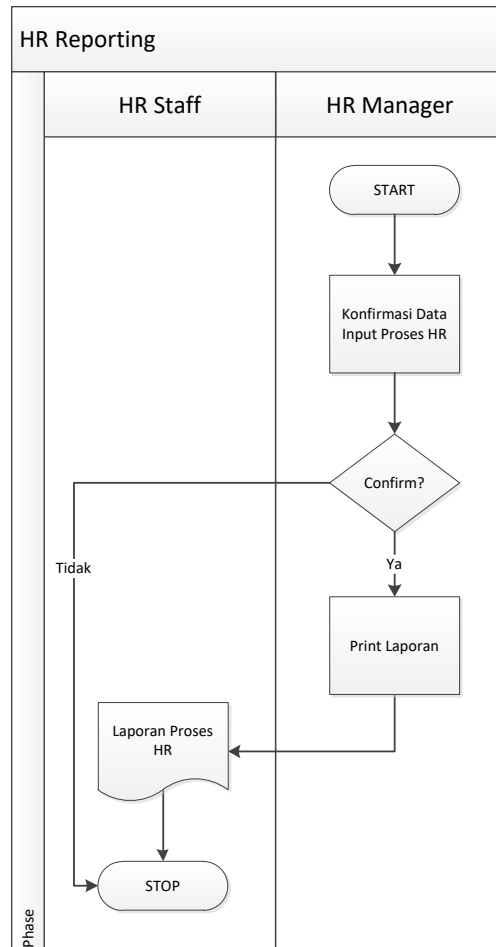 HR Reporting
HR Staff
HR Manager
START
Konfirmasi Data
Input Proses HR
Confirm?
Tidak
Ya
Print Laporan
Laporan Proses
HR
STOP
Phase